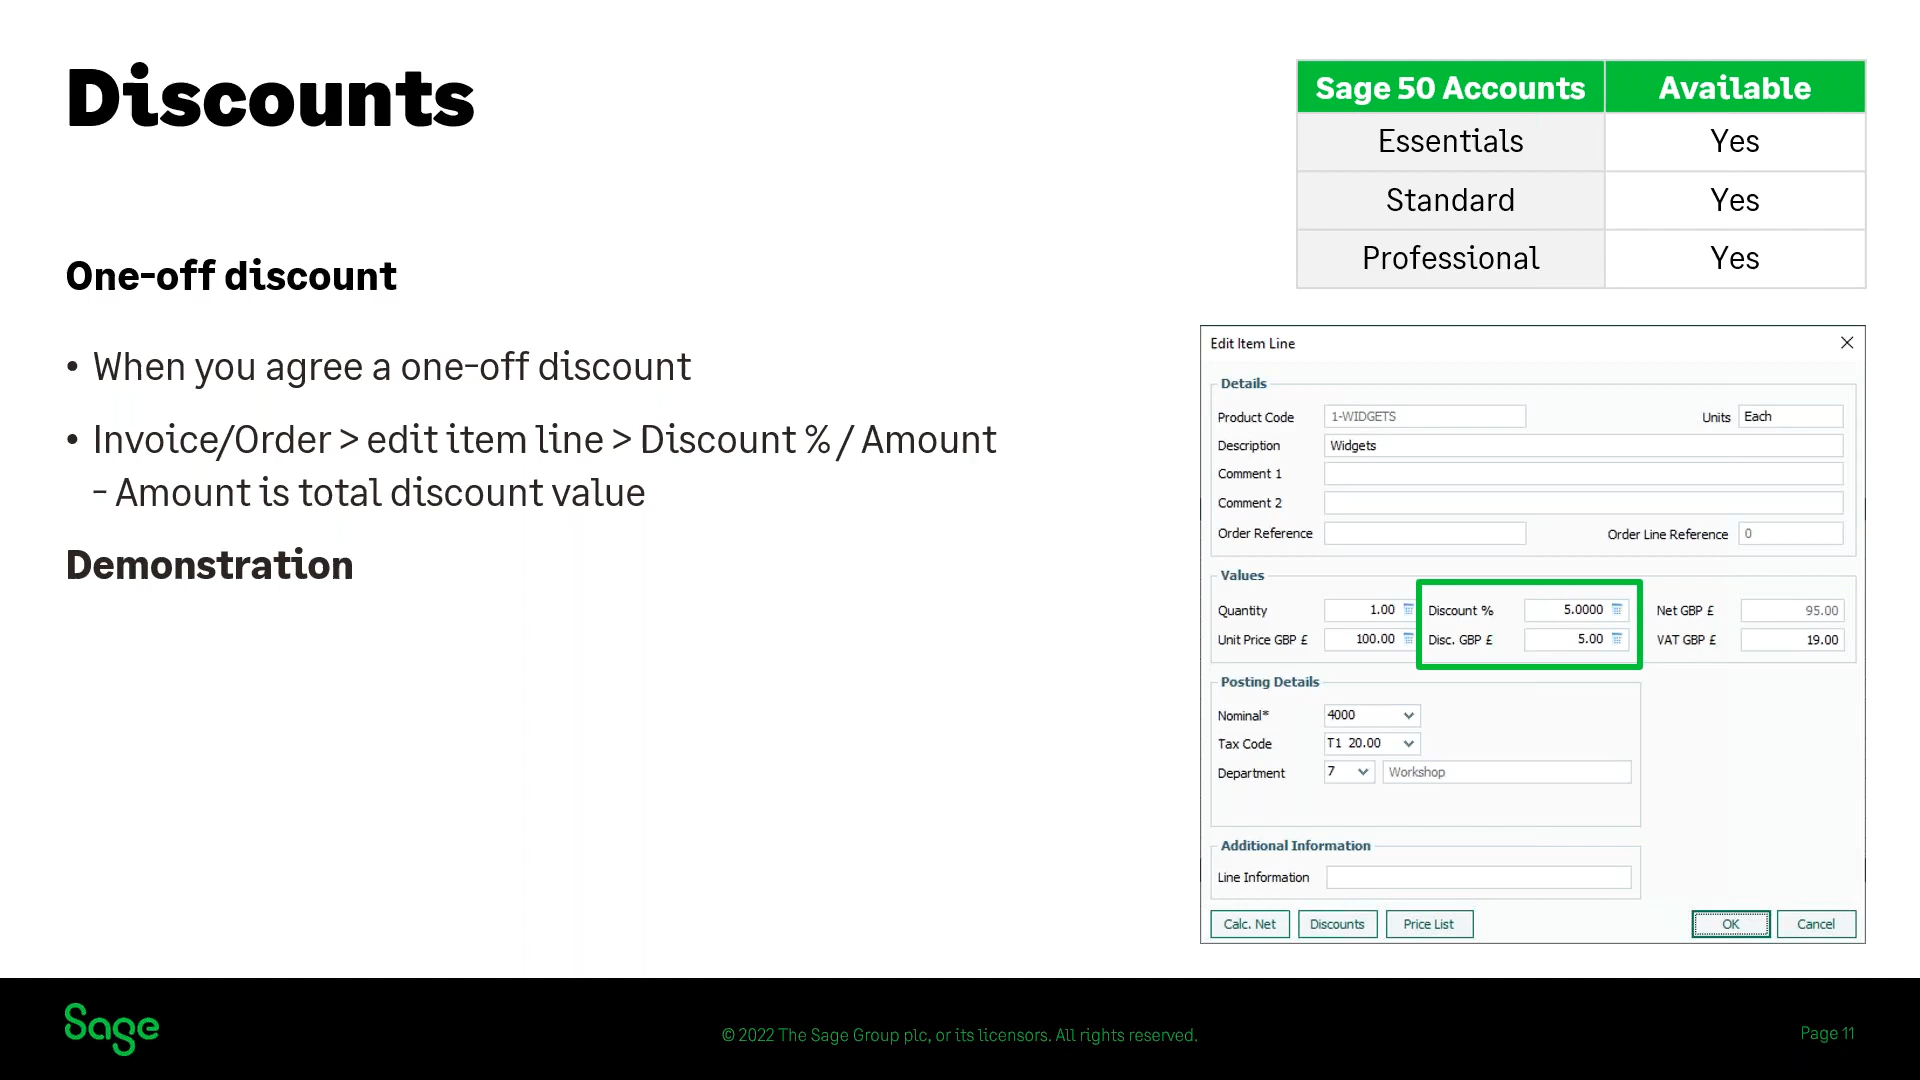 Discounts
Sage 50 Accounts Available
Essentials Yes
Standard Yes
Professional Yes
One-off discount
• When you agree a one-off discount
• Invoice/Order > edit item line > Discount % / Amount
- Amount is total discount value
Demonstration
Edit Item Line
Details
Product Code 1-WIDGETS Units Each
Description Widgets
Comment 1
Comment 2
Order Reference Order Line Reference 0
Values
Quantity 1.00 Discount % 5.0000 Net GBP £ 95.00
Unit Price GBP £ 100.00 Disc. GBP £ 5.00 VAT GBP £ 19.00
Posting Details
Nominal* 4000
Tax Code T1 20.00
Department 7 Workshop
Additional Information
Line Information
Calc. Net Discounts Price List OK Cancel
Sage
© 2022 The Sage Group plc, or its licensors. All rights reserved.
Page 11